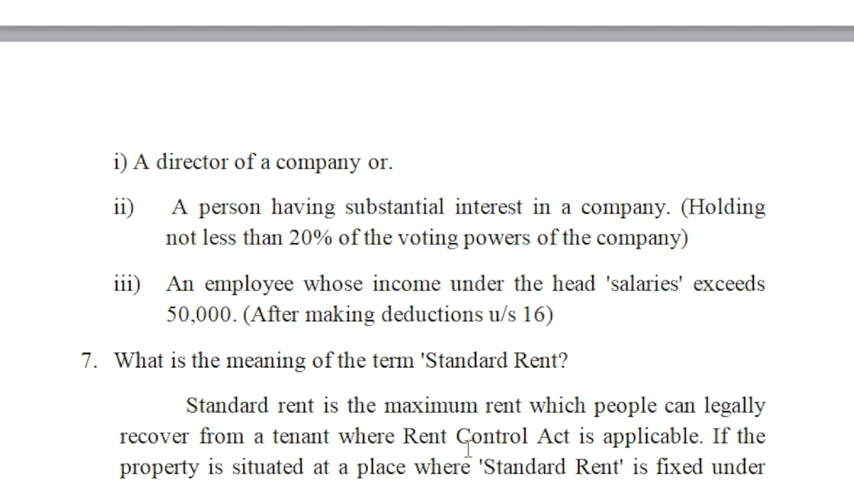 i) A director of a company or.
ii) A person having substantial interest in a company. (Holding
not less than 20% of the voting powers of the company)
iii) An employee whose income under the head 'salaries' exceeds
50,000. (After making deductions u/s 16)
7. What is the meaning of the term 'Standard Rent?
Standard rent is the maximum rent which people can legally
recover from a tenant where Rent Control Act is applicable. If the
property is situated at a place where 'Standard Rent' is fixed under